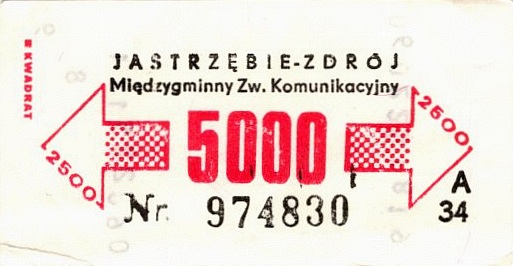 KWADRAT
JASTRZĘBIE-ZDRÓJ
Międzygminny Zw. Komunikacyjny
2500
5000
2500
Nr 974830
A
34